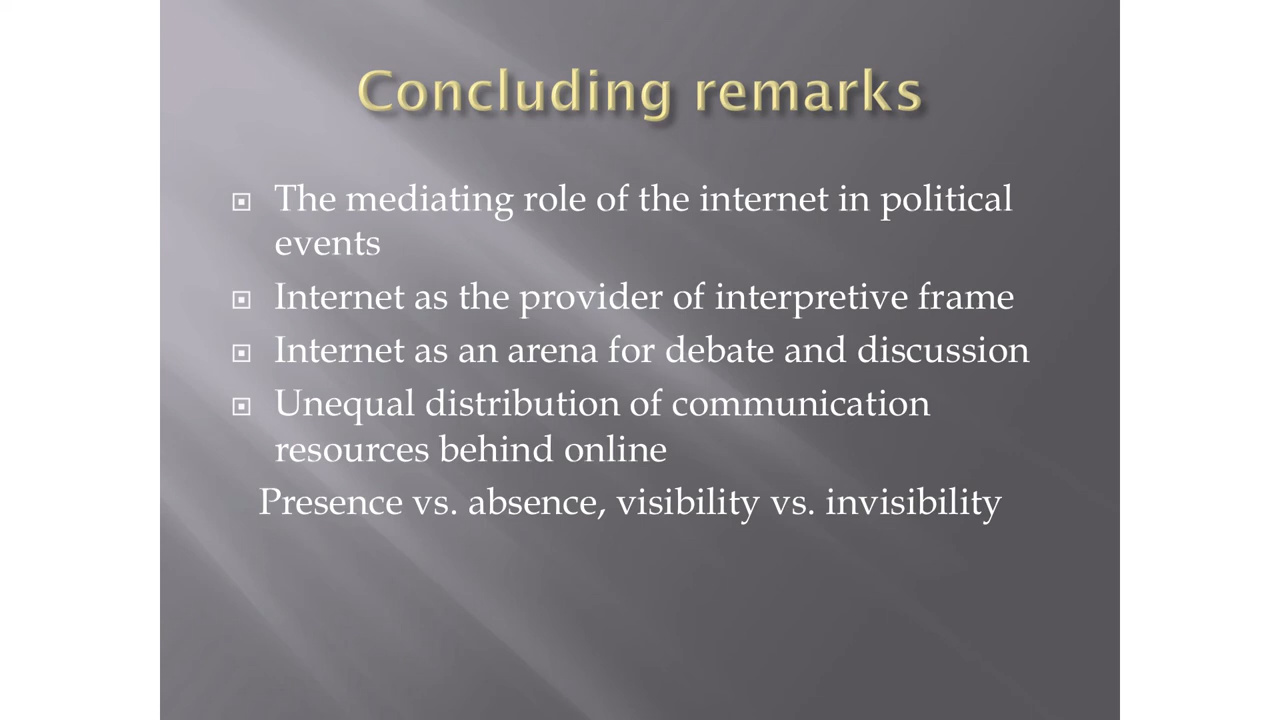 Concluding remarks
The mediating role of the internet in political
events
Internet as the provider of interpretive frame
Internet as an arena for debate and discussion
Unequal distribution of communication
resources behind online
Presence vs. absence, visibility vs. invisibility